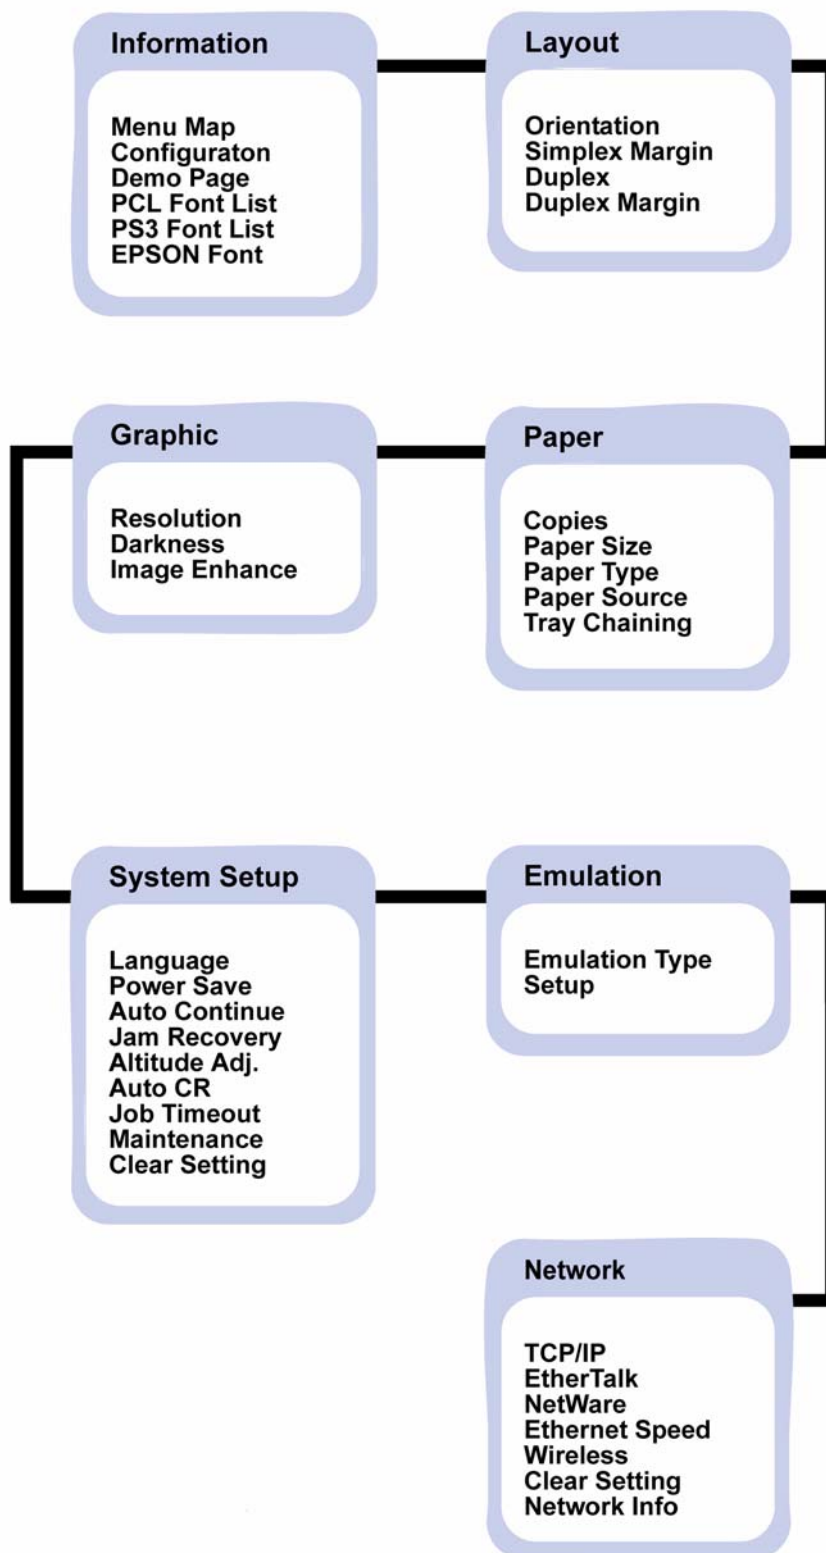 Information
Menu Map
Configuraton
Demo Page
PCL Font List
PS3 Font List
EPSON Font
Layout
Orientation
Simplex Margin
Duplex
Duplex Margin
Graphic
Resolution
Darkness
Image Enhance
Paper
Copies
Paper Size
Paper Type
Paper Source
Tray Chaining
System Setup
Language
Power Save
Auto Continue
Jam Recovery
Altitude Adj.
Auto CR
Job Timeout
Maintenance
Clear Setting
Emulation
Emulation Type
Setup
Network
TCP/IP
EtherTalk
NetWare
Ethernet Speed
Wireless
Clear Setting
Network Info